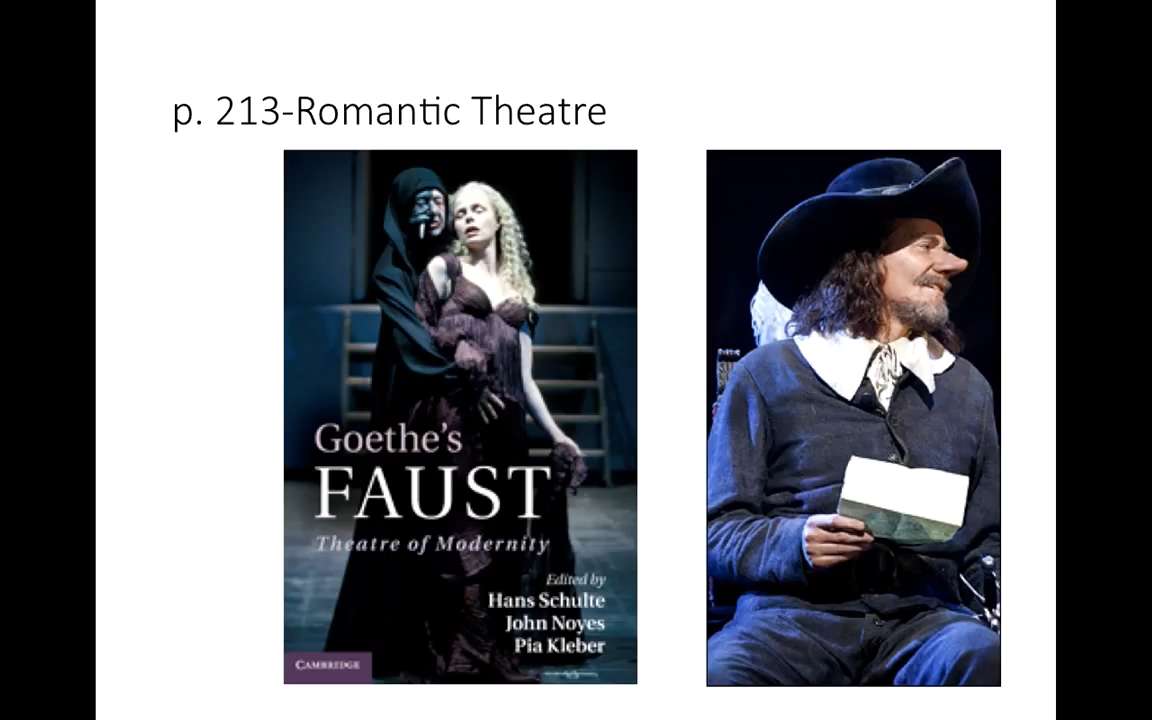 p. 213-Romantic Theatre
Goethe's
FAUST
Theatre of Modernity
Edited by
Hans Schulte
John Noyes
Pia Kleber
CAMBRIDGE